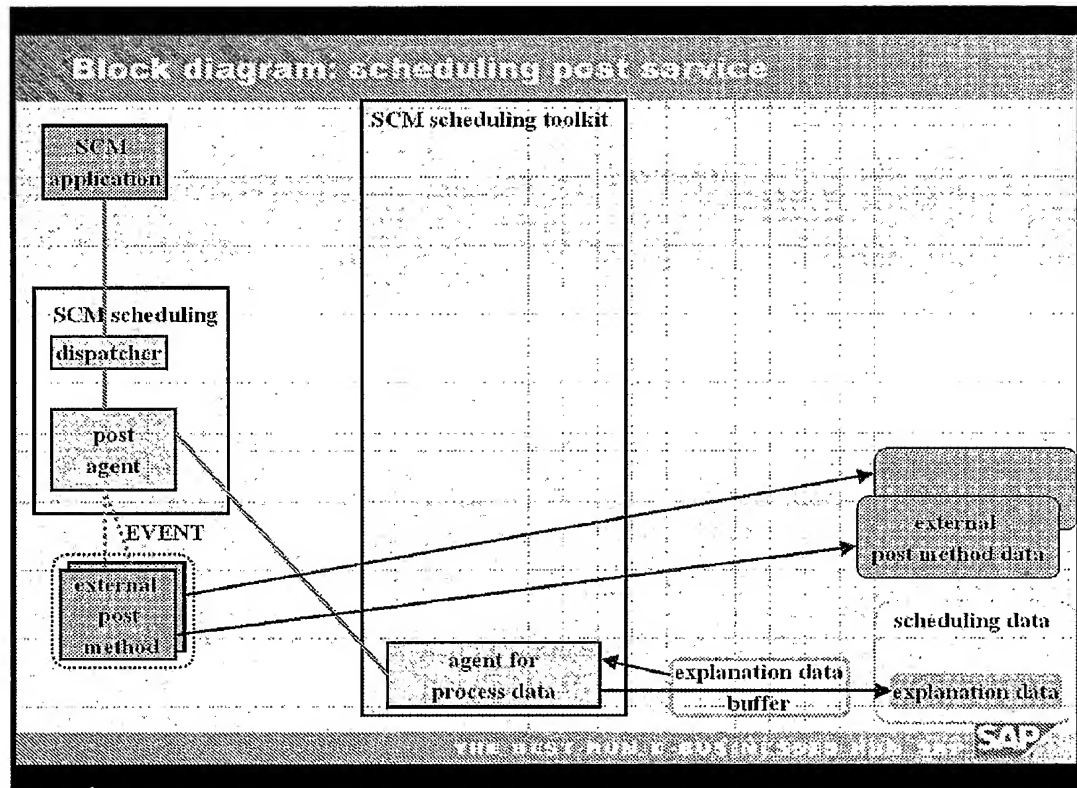 Block diagram: scheduling post service
SCM scheduling toolkit
SCM
application
SCM scheduling
dispatcher
post
agent
EVENT
external
post
method
external
post method data
scheduling data
agent for
process data
explanation data
buffer
explanation data
SAP